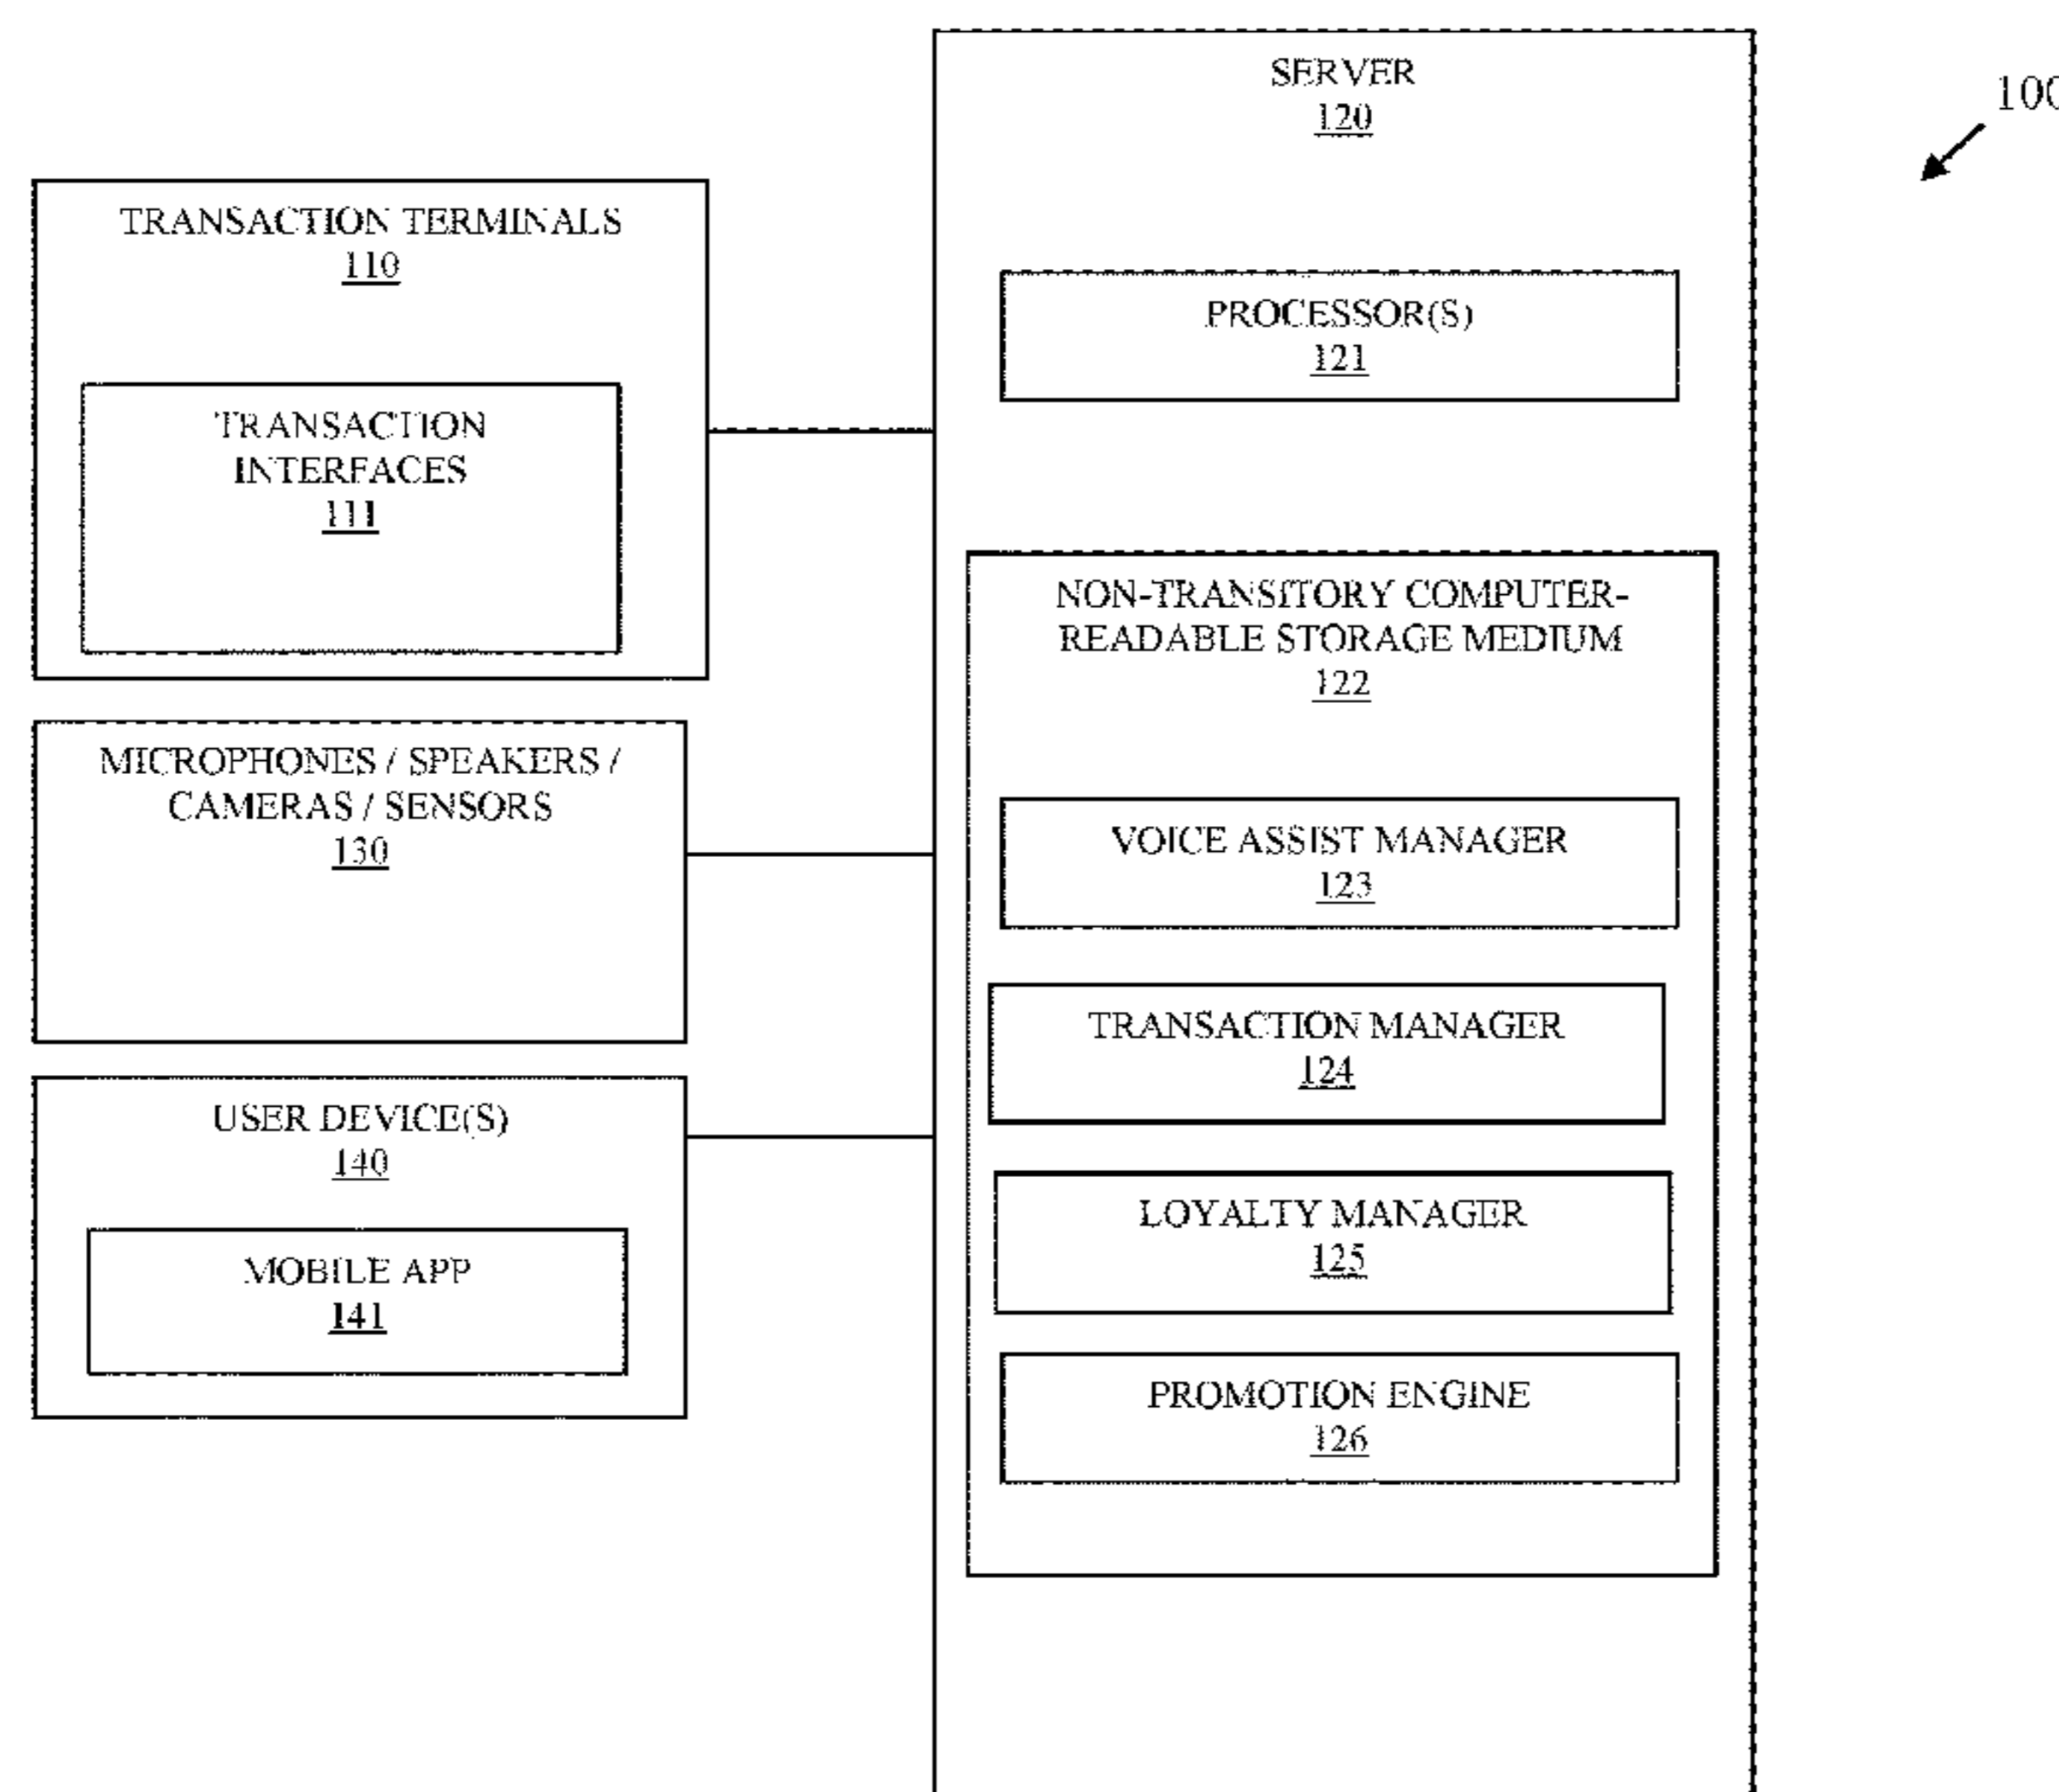 SERVER
120
100
TRANSACTION TERMINALS
110
TRANSACTION
INTERFACES
111
PROCESSOR(S)
121
NON-TRANSITORY COMPUTER-
READABLE STORAGE MEDIUM
122
MICROPHONES / SPEAKERS /
CAMERAS / SENSORS
130
VOICE ASSIST MANAGER
123
TRANSACTION MANAGER
124
USER DEVICE(S)
140
MOBILE APP
141
LOYALTY MANAGER
125
PROMOTION ENGINE
126